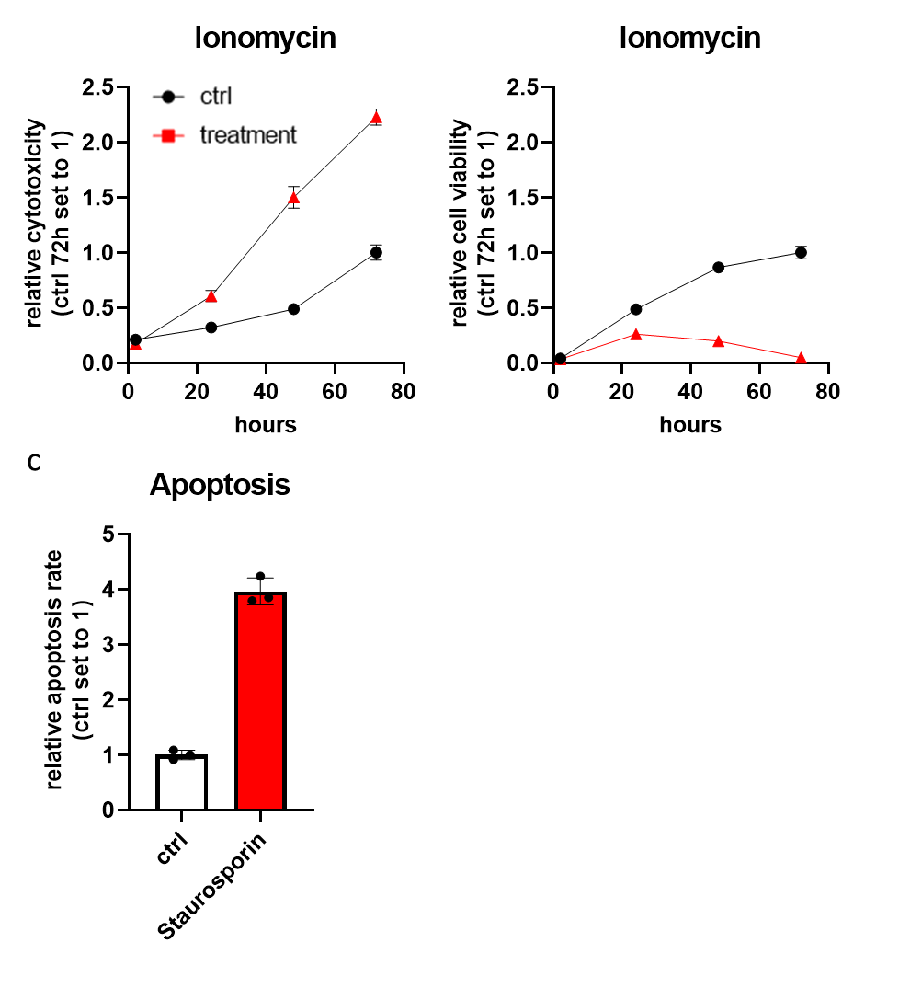 Ionomycin
relative cytotoxicity
(ctrl 72h set to 1)
2.5
2.0
1.5
1.0
0.5
0.0
ctrl
treatment
0 20 40 60 80
hours
Ionomycin
relative cell viability
(ctrl 72h set to 1)
2.5
2.0
1.5
1.0
0.5
0.0
0 20 40 60 80
hours
C
Apoptosis
relative apoptosis rate
(ctrl set to 1)
5
4
3
2
1
0
ctrl
Staurosporin